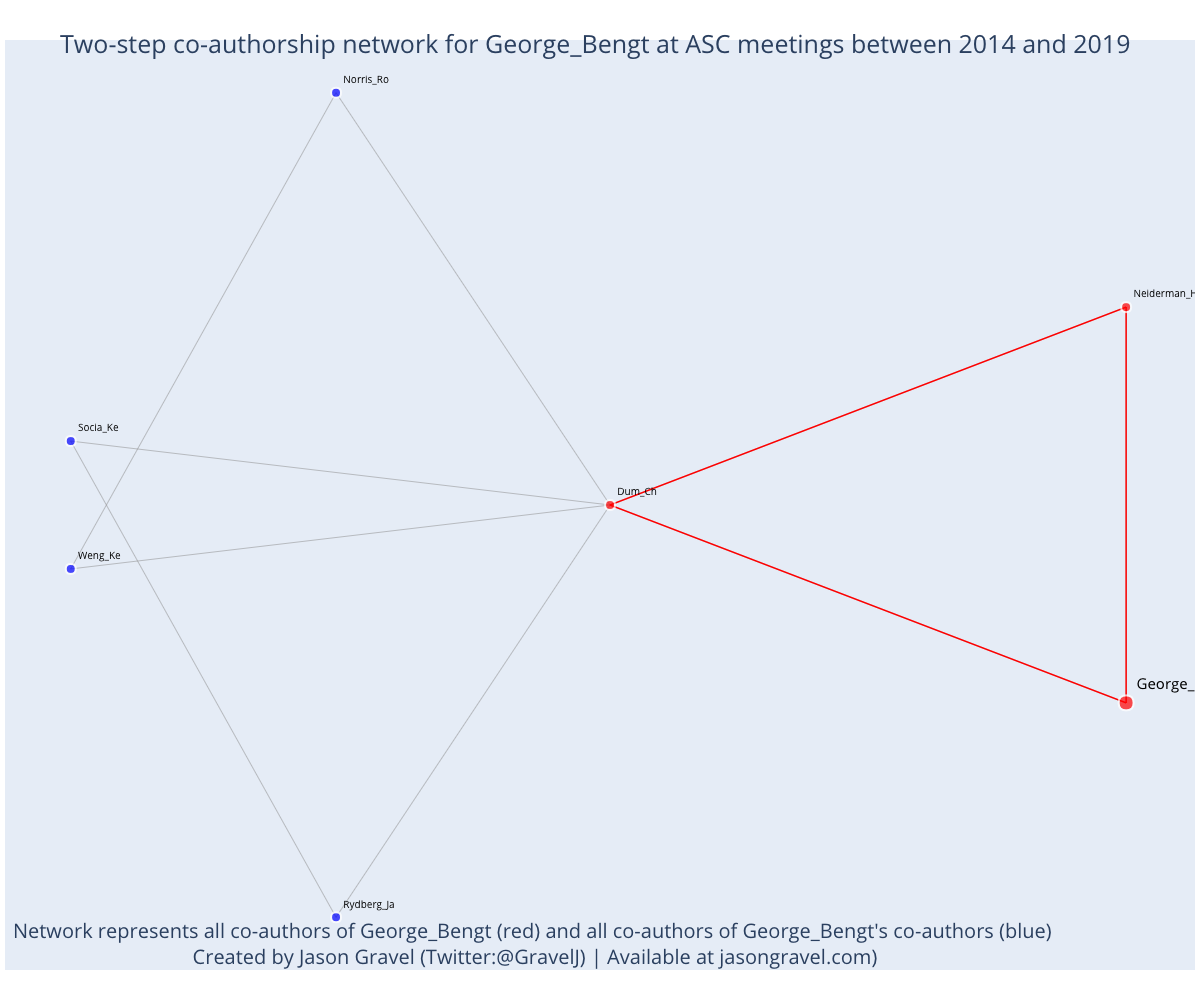 Two-step co-authorship network for George_Bengt at ASC meetings between 2014 and 2019
Norris_Ro
Neiderman_H
Socia_Ke
Dum_Ch
Weng_Ke
George_
Rydberg_Ja
Network represents all co-authors of George_Bengt (red) and all co-authors of George_Bengt's co-authors (blue)
Created by Jason Gravel (Twitter:@GravelJ) | Available at jasongravel.com)